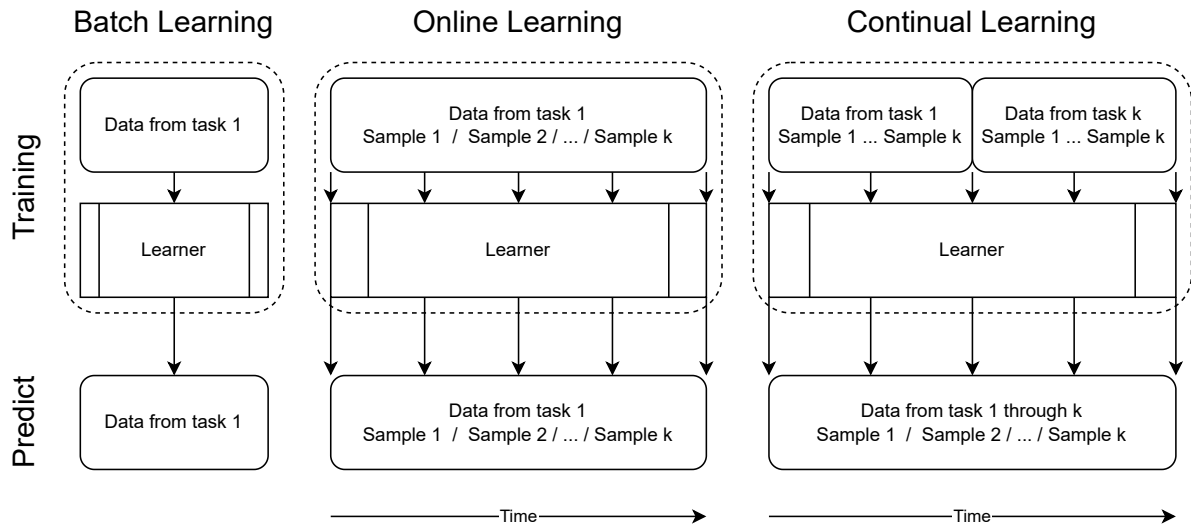 Batch Learning
Online Learning
Continual Learning
Training
Data from task 1
Data from task 1
Sample 1 / Sample 2 / ... / Sample k
Data from task 1
Sample 1 ... Sample k
Data from task k
Sample 1 ... Sample k
Learner
Learner
Learner
Predict
Data from task 1
Data from task 1
Sample 1 / Sample 2 / ... / Sample k
Data from task 1 through k
Sample 1 / Sample 2 / ... / Sample k
Time
Time